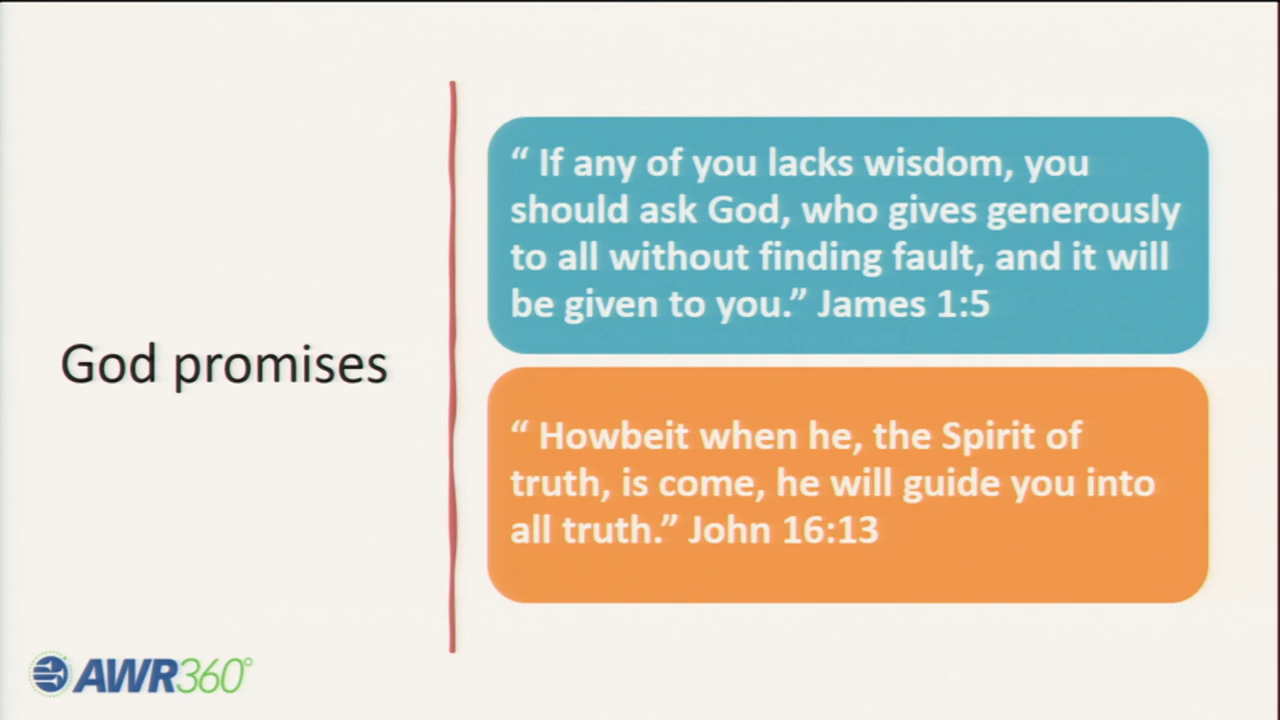 God promises
“ If any of you lacks wisdom, you
should ask God, who gives generously
to all without finding fault, and it will
be given to you.” James 1:5
“ Howbeit when he, the Spirit of
truth, is come, he will guide you into
all truth.” John 16:13
AWR360°